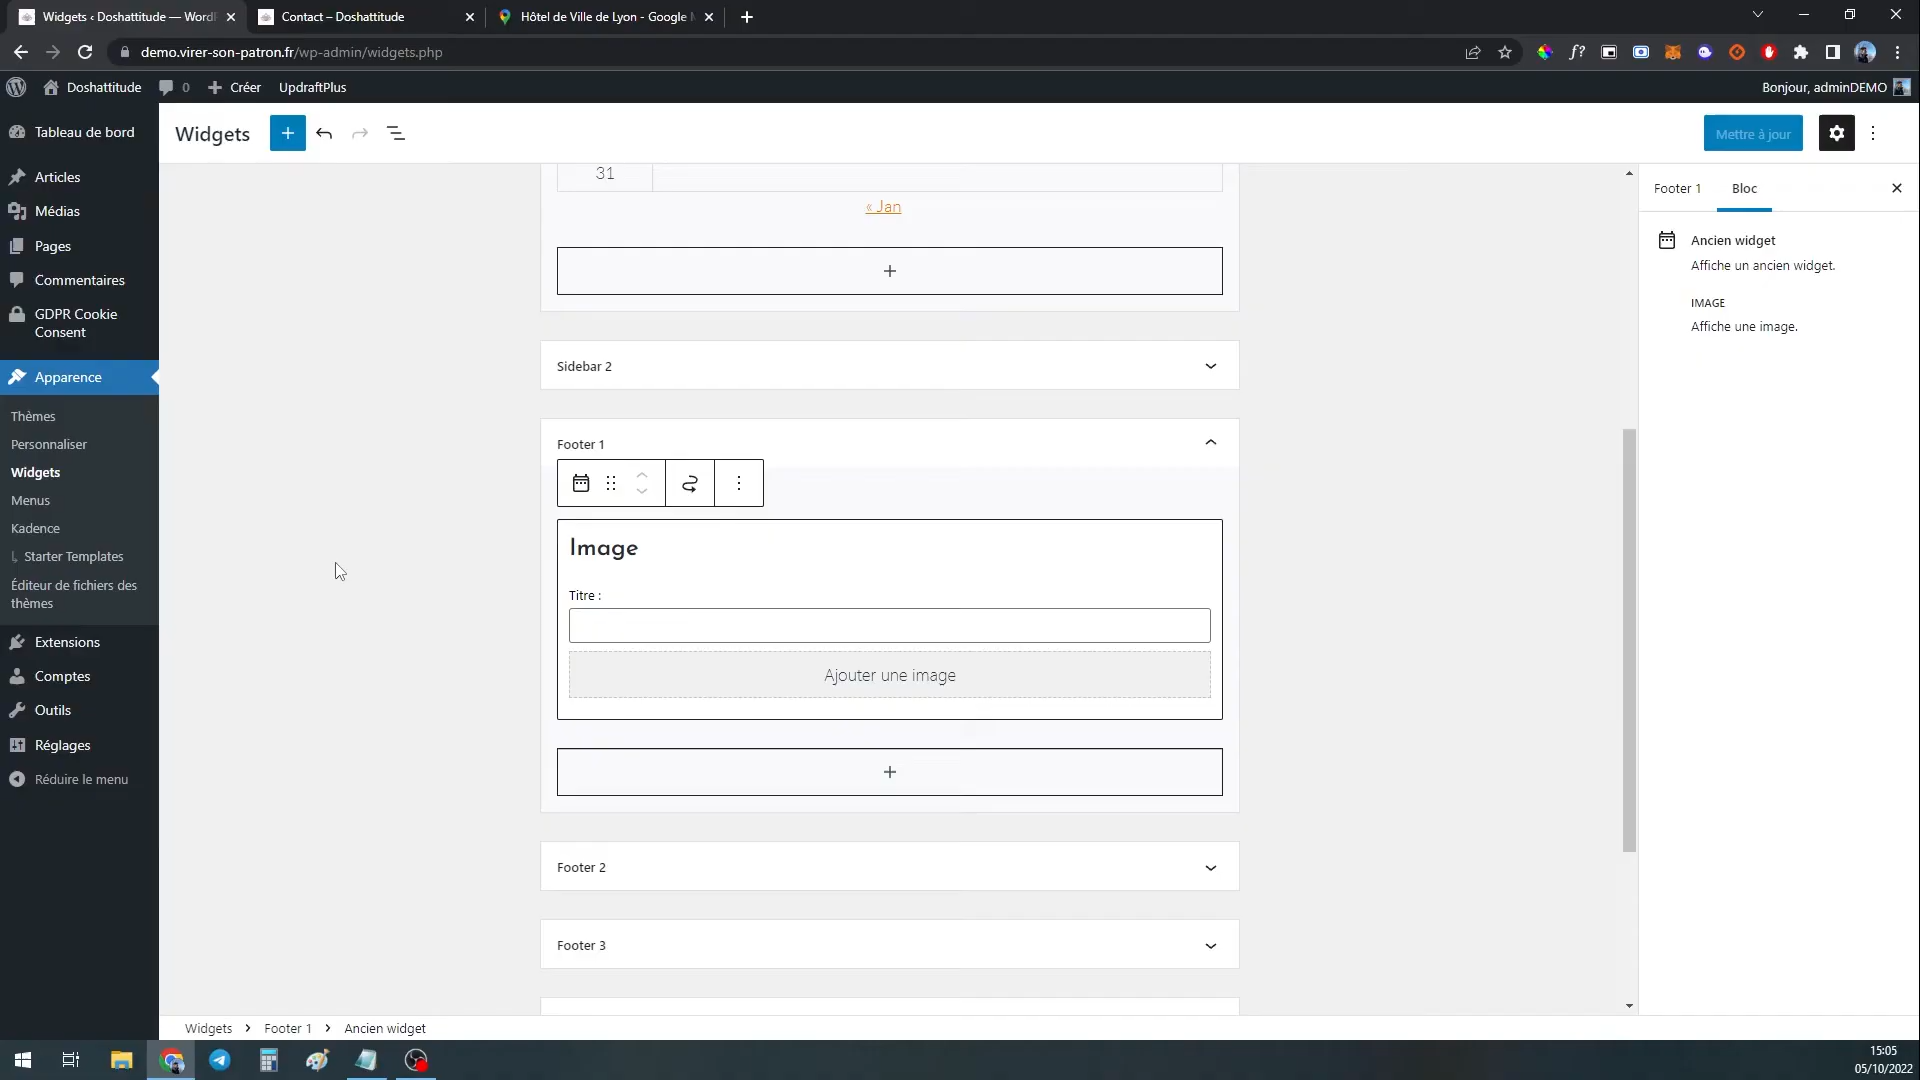 Widgets ‹ Doshattitude — WordP
Contact – Doshattitude
Hôtel de Ville de Lyon - Google M
demo.virer-son-patron.fr/wp-admin/widgets.php
f?
Doshattitude
0
Créer
UpdraftPlus
Bonjour, adminDEMO
Tableau de bord
Articles
Médias
Pages
Commentaires
GDPR Cookie
Consent
Apparence
Thèmes
Personnaliser
Widgets
Menus
Kadence
Starter Templates
Éditeur de fichiers des
thèmes
Extensions
Comptes
Outils
Réglages
Réduire le menu
Widgets
Mettre à jour
31
« Jan
Sidebar 2
Footer 1
Image
Titre :
Ajouter une image
Footer 2
Footer 3
Footer 1
Bloc
Ancien widget
Affiche un ancien widget.
IMAGE
Affiche une image.
Widgets
Footer 1
Ancien widget
15:05
05/10/2022